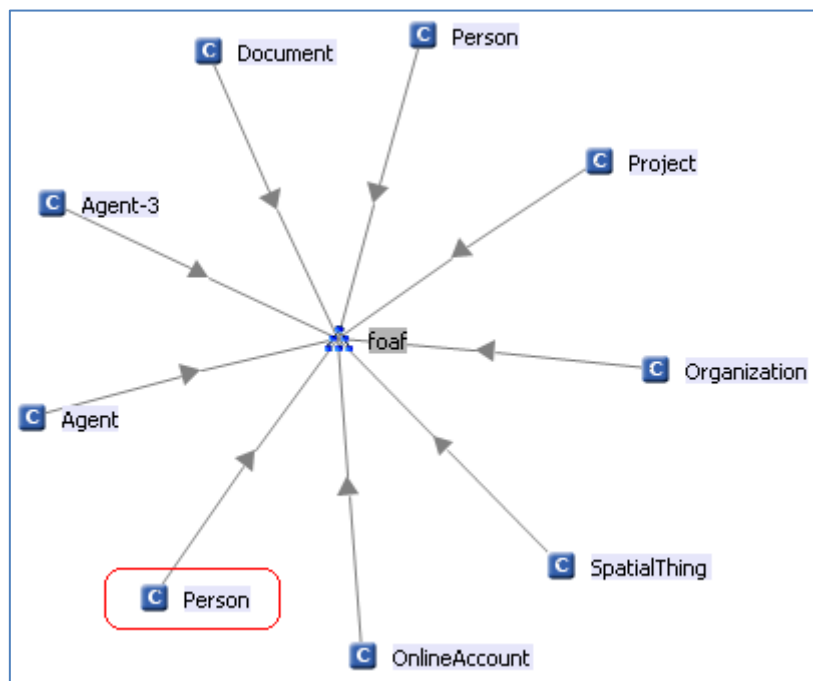 Person
Document
Project
Agent-3
foaf
Organization
Agent
SpatialThing
Person
OnlineAccount